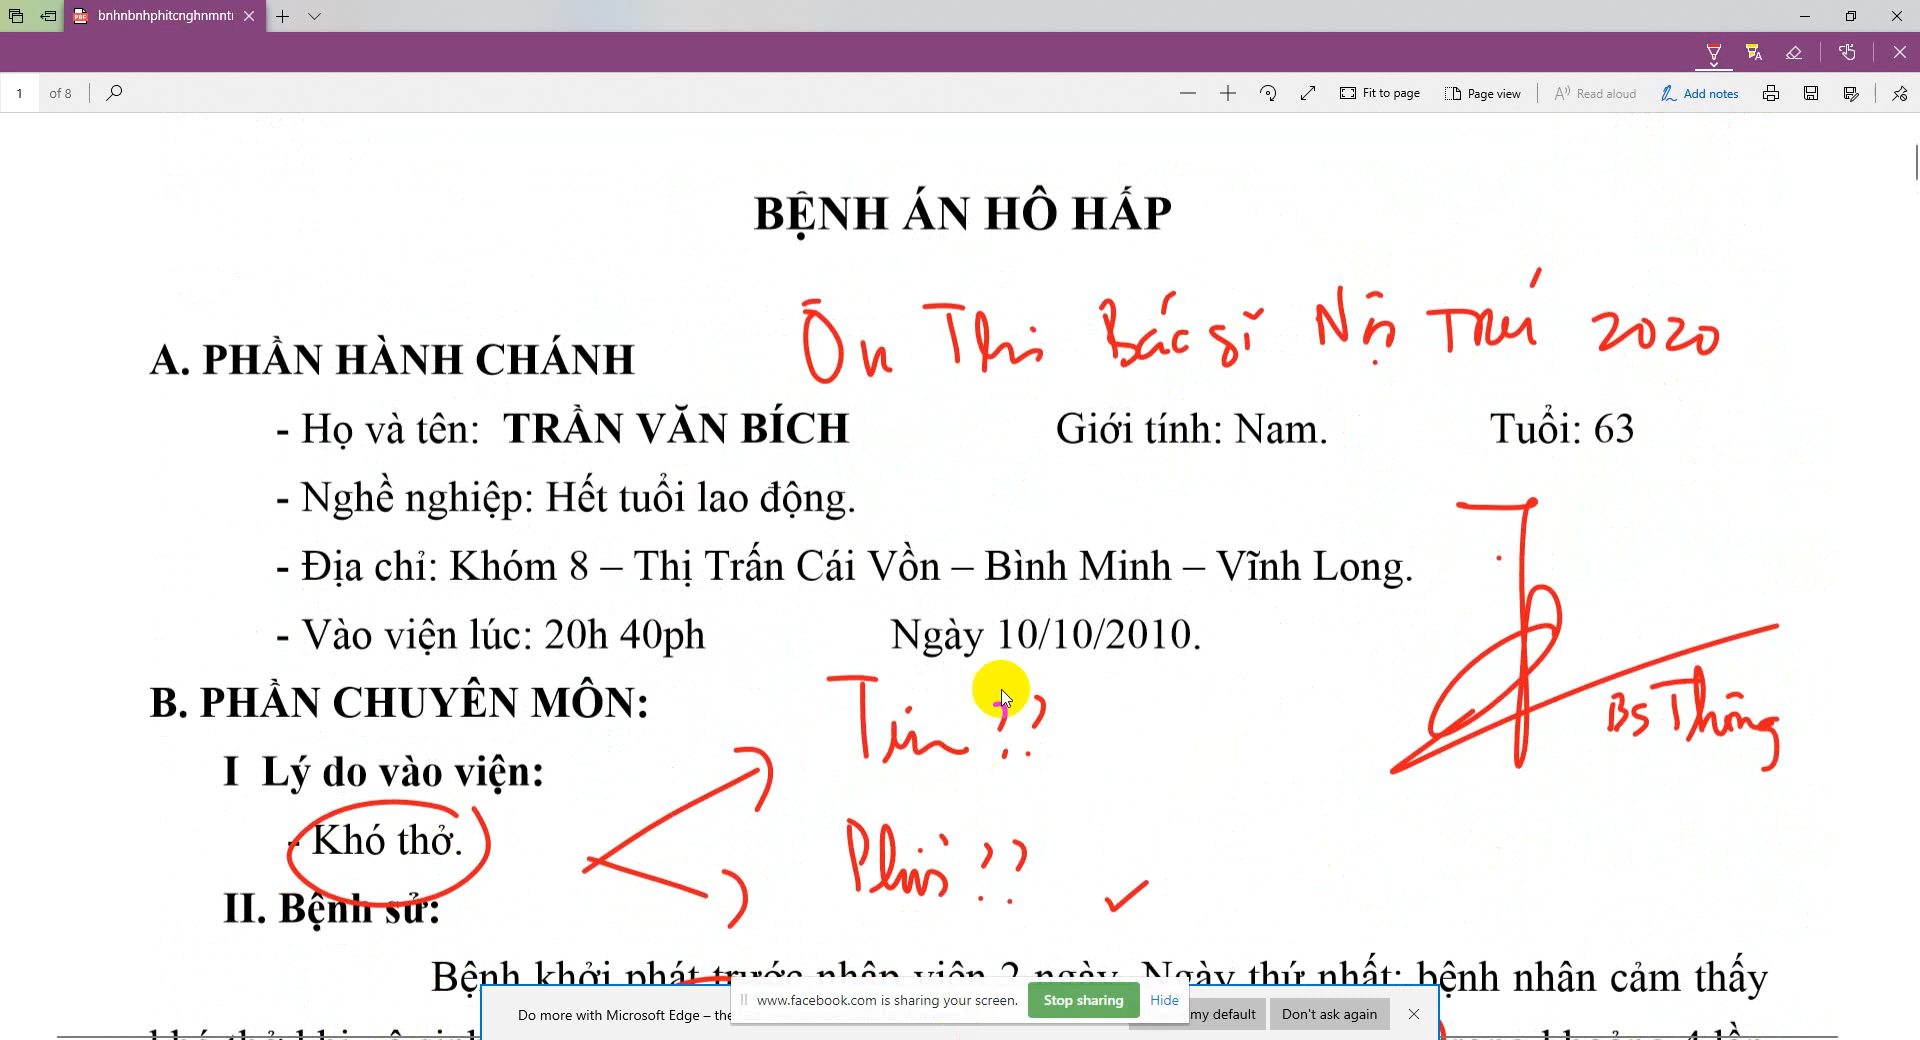 bnhnbnhphitcnghnmntı
1 of 8
Fit to page Page view Read aloud Add notes
BỆNH ÁN HÔ HẤP
Ôn Thi Bác sĩ Nội Trú 2020
A. PHẦN HÀNH CHÁNH
- Họ và tên: TRẦN VĂN BÍCH Giới tính: Nam. Tuổi: 63
- Nghề nghiệp: Hết tuổi lao động.
- Địa chỉ: Khóm 8 – Thị Trấn Cái Vồn – Bình Minh – Vĩnh Long.
- Vào viện lúc: 20h 40ph Ngày 10/10/2010.
B. PHẦN CHUYÊN MÔN:
Tim ??
Bs Thông
I Lý do vào viện:
- Khó thở.
Phổi ??
II. Bệnh sử:
Bệnh khởi phát trước nhập viện 2 ngày. Ngày thứ nhất: bệnh nhân cảm thấy
www.facebook.com is sharing your screen. Stop sharing Hide
Do more with Microsoft Edge – the my default Don't ask again